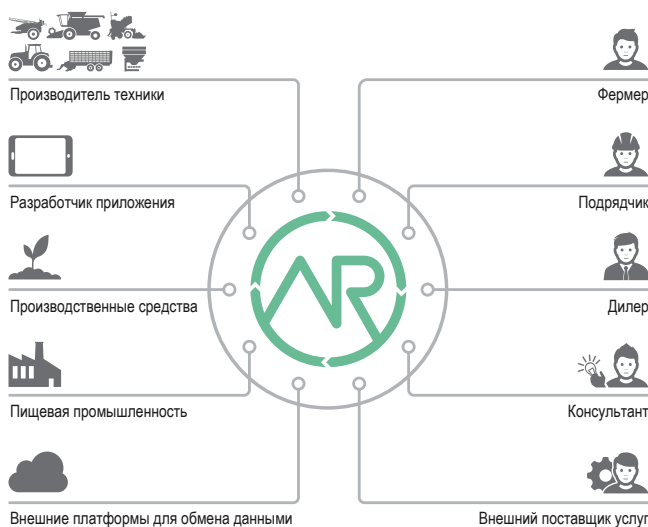 Производитель техники
Фермер
Разработчик приложения
Подрядчик
Производственные средства
Дилер
Пищевая промышленность
Консультант
Внешние платформы для обмена данными
Внешний поставщик услуг
AR